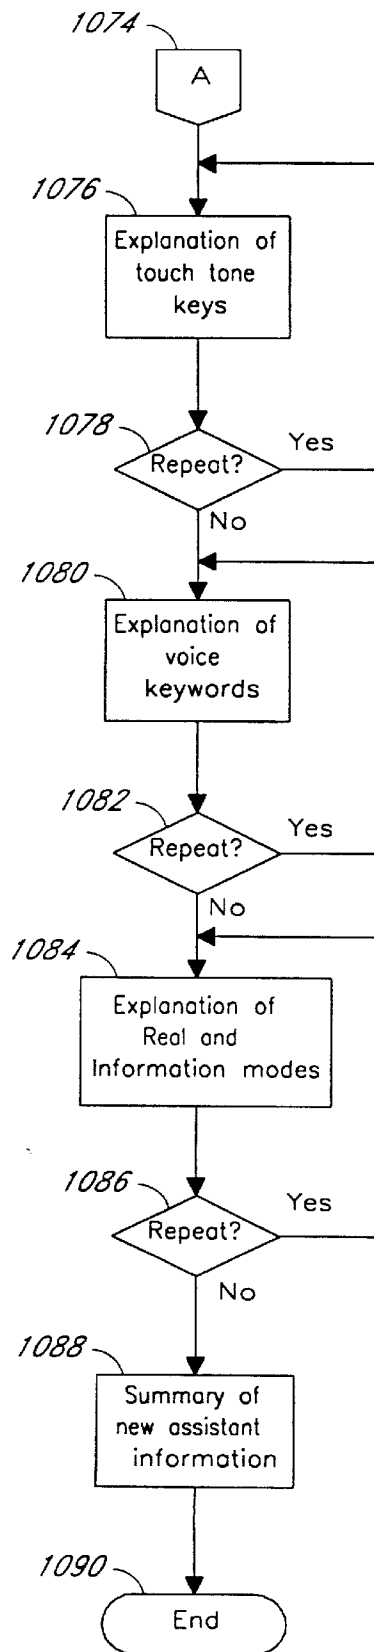 1074
A
1076
Explanation of
touch tone
keys
1078
Repeat?
Yes
No
1080
Explanation of
voice
keywords
1082
Repeat?
Yes
No
1084
Explanation of
Real and
Information modes
1086
Repeat?
Yes
No
1088
Summary of
new assistant
information
1090
End